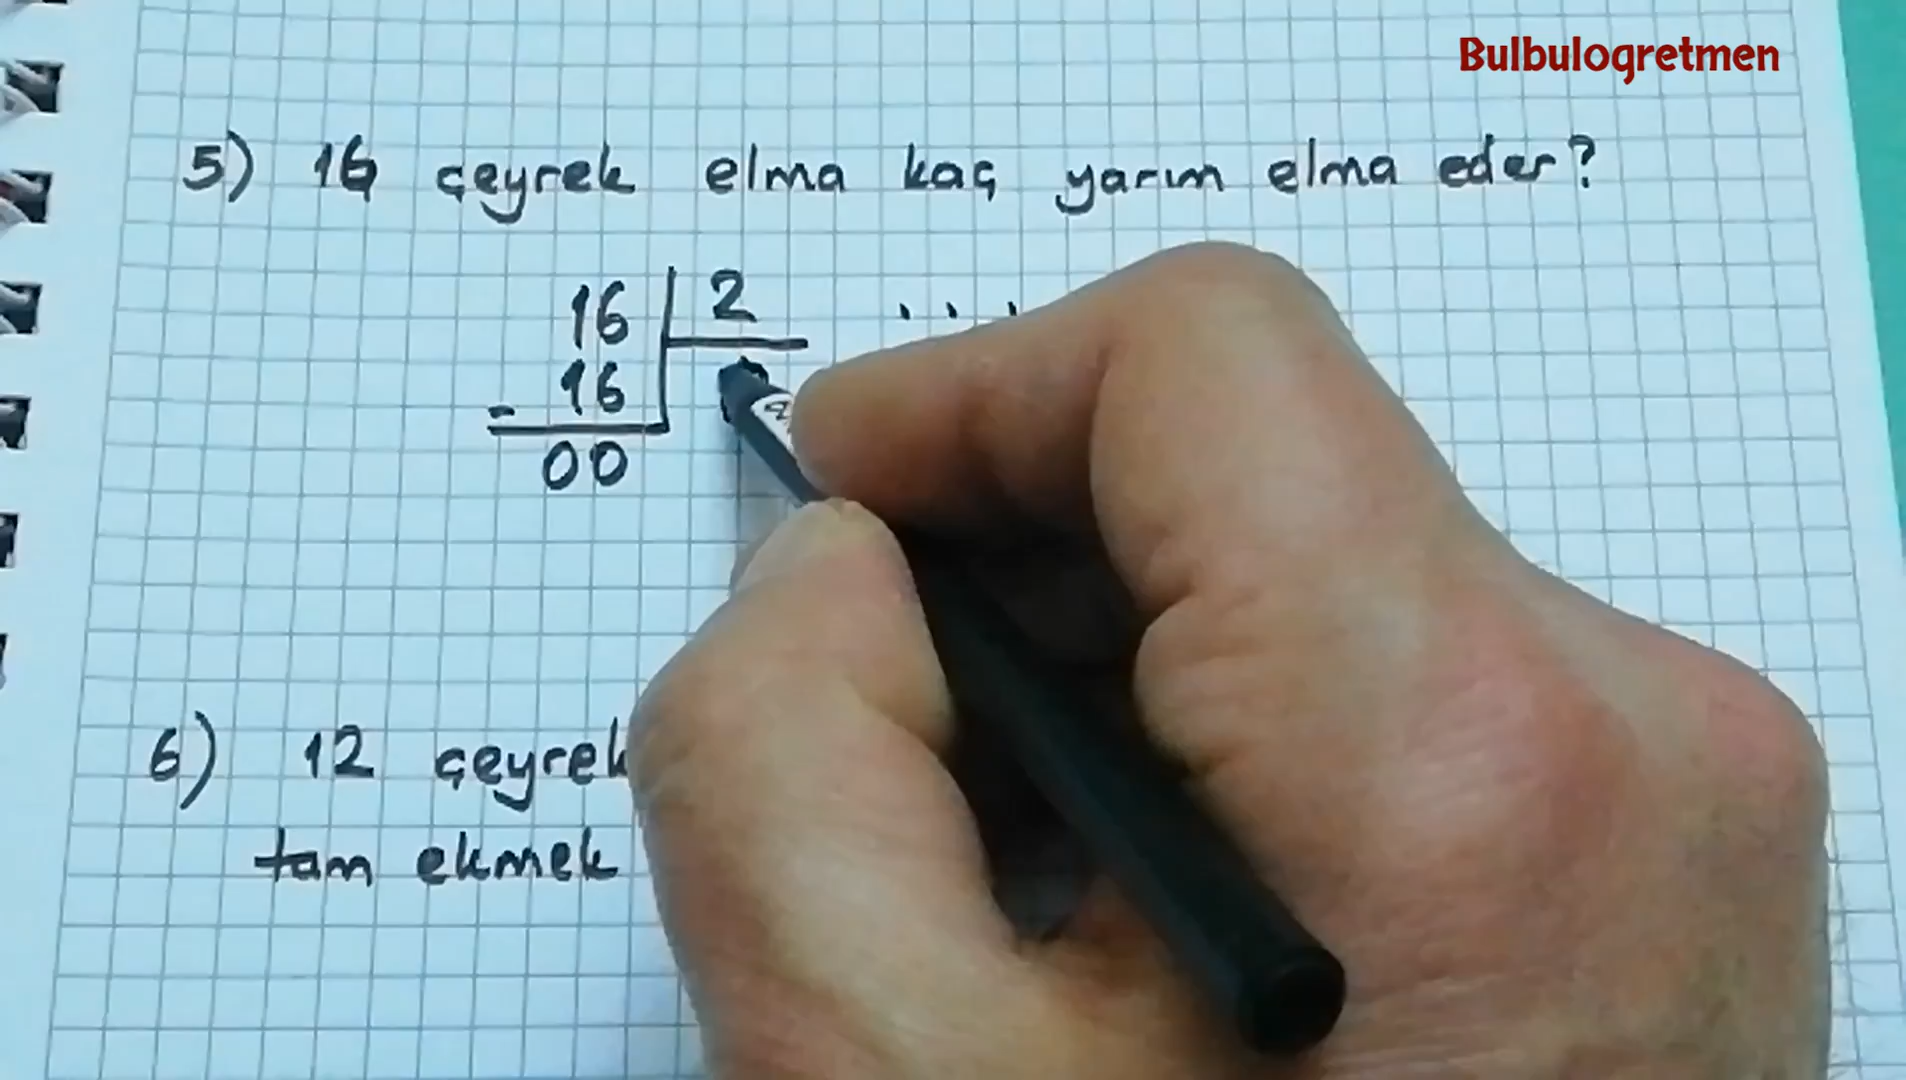 Bulbulogretmen
5) 16 çeyrek elma kaç yarım elma eder?
16 2
- 16
00
6) 12 çeyrek
tam ekmek